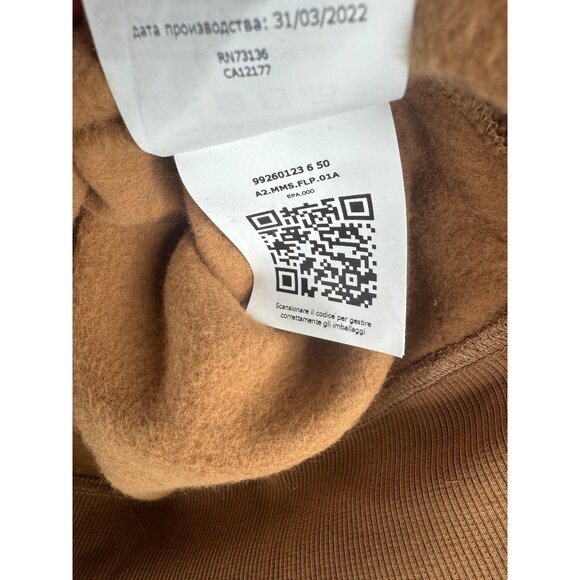 дата производства: 31/03/2022
RN73136
CA12177
99260123 6 50
A2.MMS.FLP.01A
EPA.000
Scansionare il codice per gestire
correttamente gli imballaggi